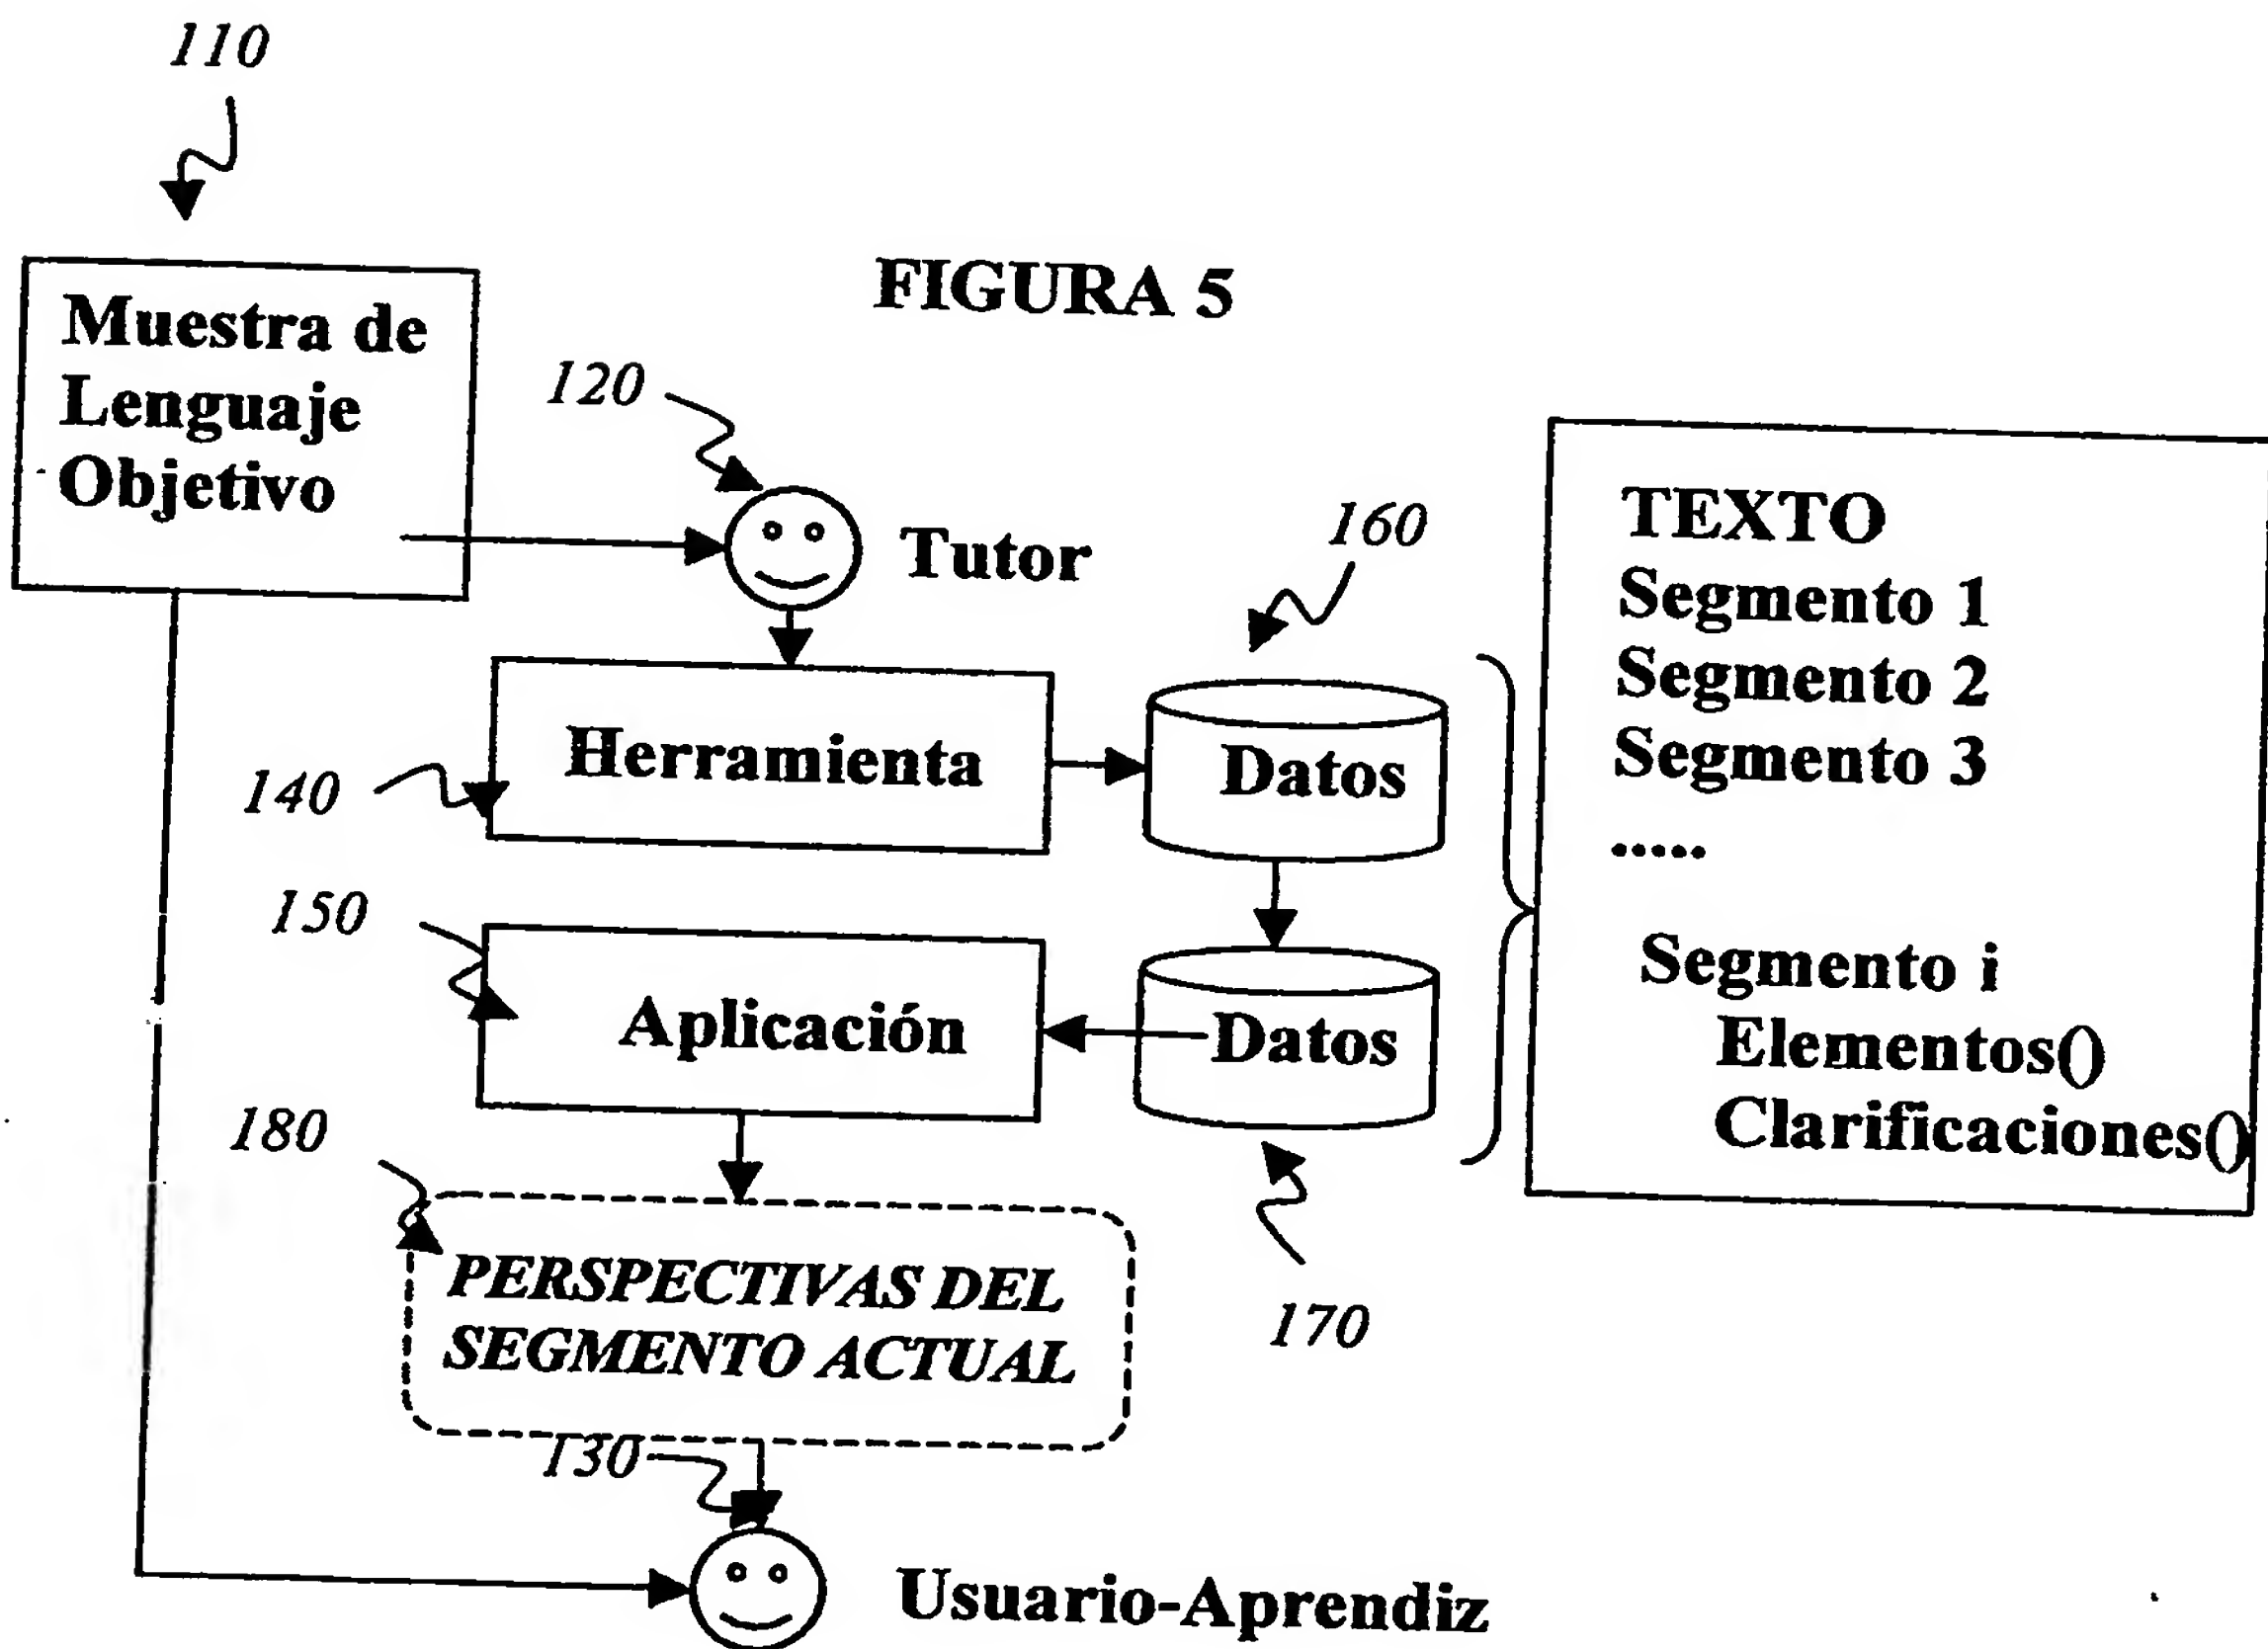 110
FIGURA 5
Muestra de
Lenguaje
Objetivo
120
Tutor
160
TEXTO
Segmento 1
Segmento 2
Segmento 3
.....
Segmento i
Elementos()
Clarificaciones()
Herramienta
Datos
140
150
Aplicación
Datos
180
PERSPECTIVAS DEL
SEGMENTO ACTUAL
170
130
Usuario-Aprendiz